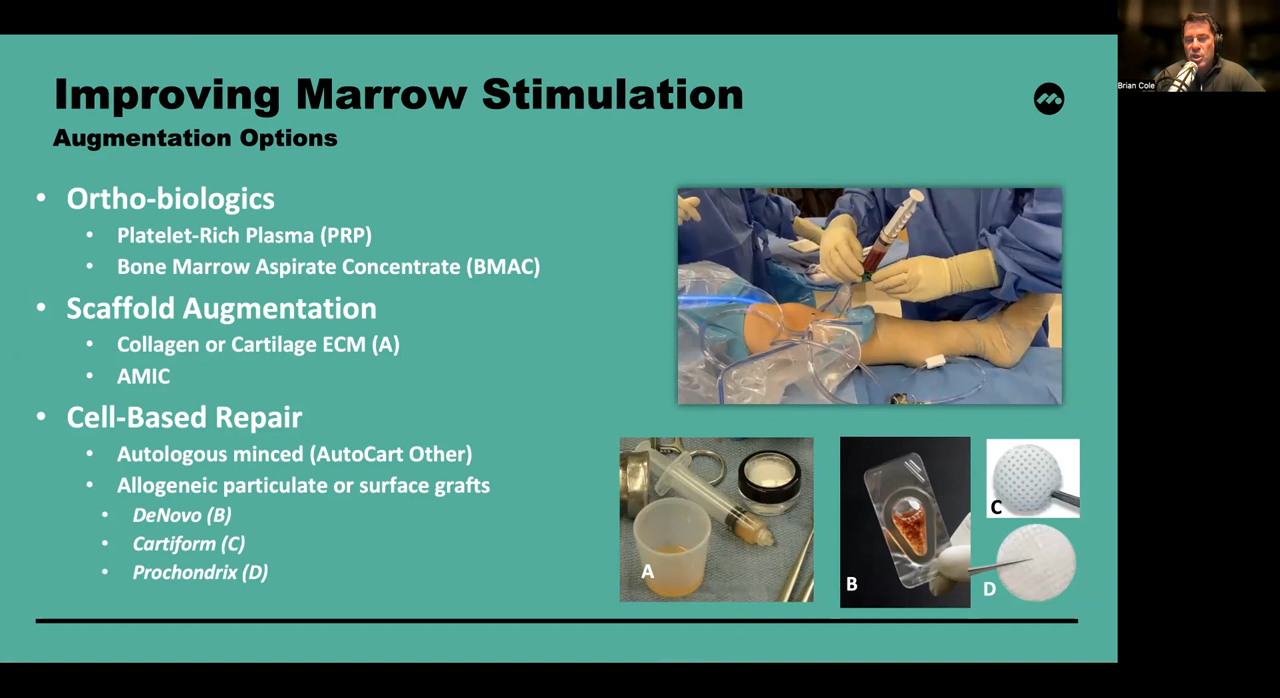 Improving Marrow Stimulation
Augmentation Options
• Ortho-biologics
• Platelet-Rich Plasma (PRP)
• Bone Marrow Aspirate Concentrate (BMAC)
• Scaffold Augmentation
• Collagen or Cartilage ECM (A)
• AMIC
• Cell-Based Repair
• Autologous minced (AutoCart Other)
• Allogeneic particulate or surface grafts
• DeNovo (B)
• Cartiform (C)
• Prochondrix (D)
A
B
C
D
Brian Cole